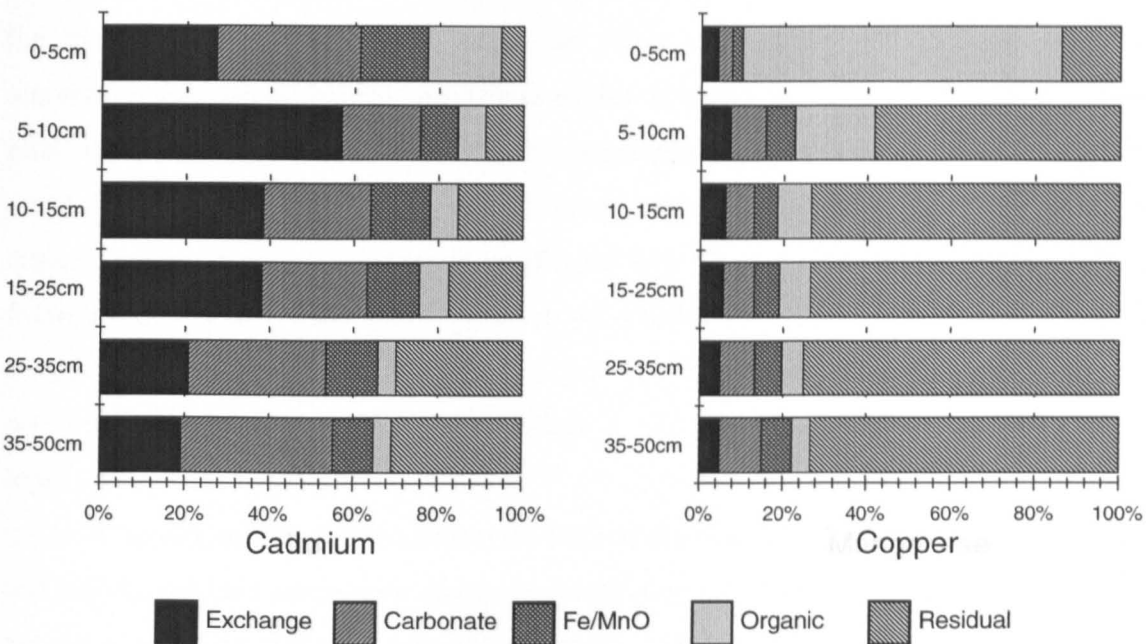 0-5cm
5-10cm
10-15cm
15-25cm
25-35cm
35-50cm
0% 20% 40% 60% 80% 100%
Cadmium
0-5cm
5-10cm
10-15cm
15-25cm
25-35cm
35-50cm
0% 20% 40% 60% 80% 100%
Copper
Exchange Carbonate Fe/MnO Organic Residual